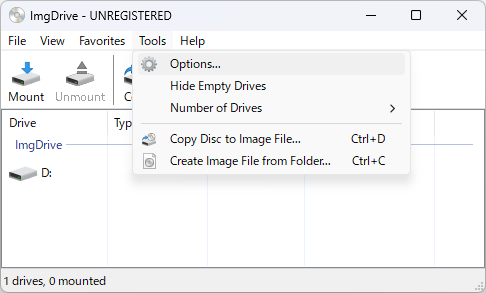 ImgDrive - UNREGISTERED
File View Favorites Tools Help
Options...
Hide Empty Drives
Number of Drives
Copy Disc to Image File... Ctrl+D
Create Image File from Folder... Ctrl+C
Mount Unmount
Drive
ImgDrive
D:
1 drives, 0 mounted